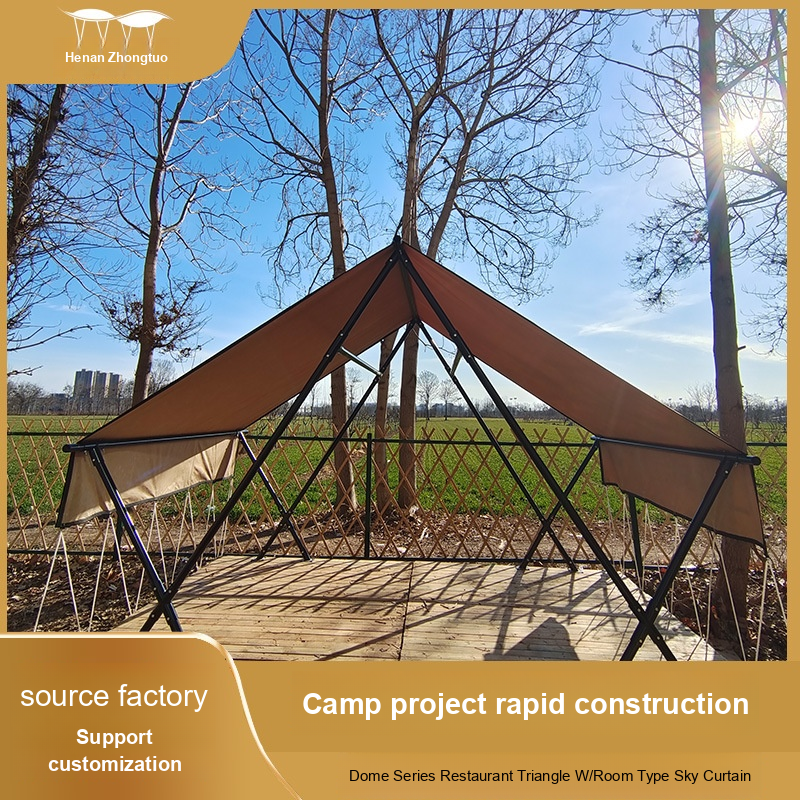 Henan Zhongtuo
source factory
Support
customization
Camp project rapid construction
Dome Series Restaurant Triangle W/Room Type Sky Curtain